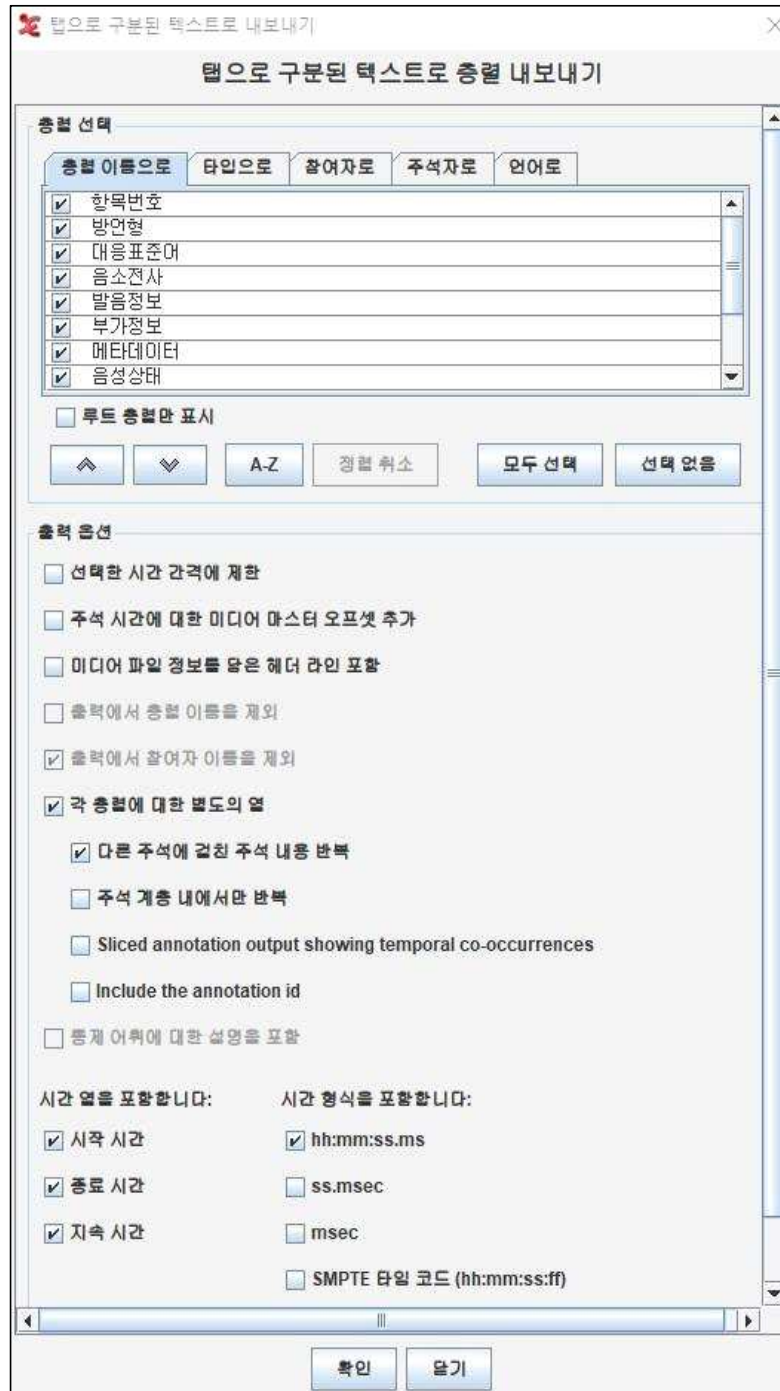 탭으로 구분된 텍스트로 내보내기
탭으로 구분된 텍스트로 층렬 내보내기
층렬 선택
층렬 이름으로 타입으로 참여자로 주석자로 언어로
항목번호
방언형
대응표준어
음소전사
발음정보
부가정보
메타데이터
음성상태
루트 층렬만 표시
A-Z 정렬 취소 모두 선택 선택 없음
출력 옵션
선택한 시간 간격에 제한
주석 시간에 대한 미디어 마스터 오프셋 추가
미디어 파일 정보를 담은 헤더 라인 포함
출력에서 층렬 이름을 제외
출력에서 참여자 이름을 제외
각 층렬에 대한 별도의 열
다른 주석에 걸친 주석 내용 반복
주석 계층 내에서만 반복
Sliced annotation output showing temporal co-occurrences
Include the annotation id
통제 어휘에 대한 설명을 포함
시간 열을 포함합니다: 시간 형식을 포함합니다:
시작 시간 hh:mm:ss.ms
종료 시간 ss.msec
지속 시간 msec
SMPTE 타임 코드 (hh:mm:ss:ff)
확인 닫기